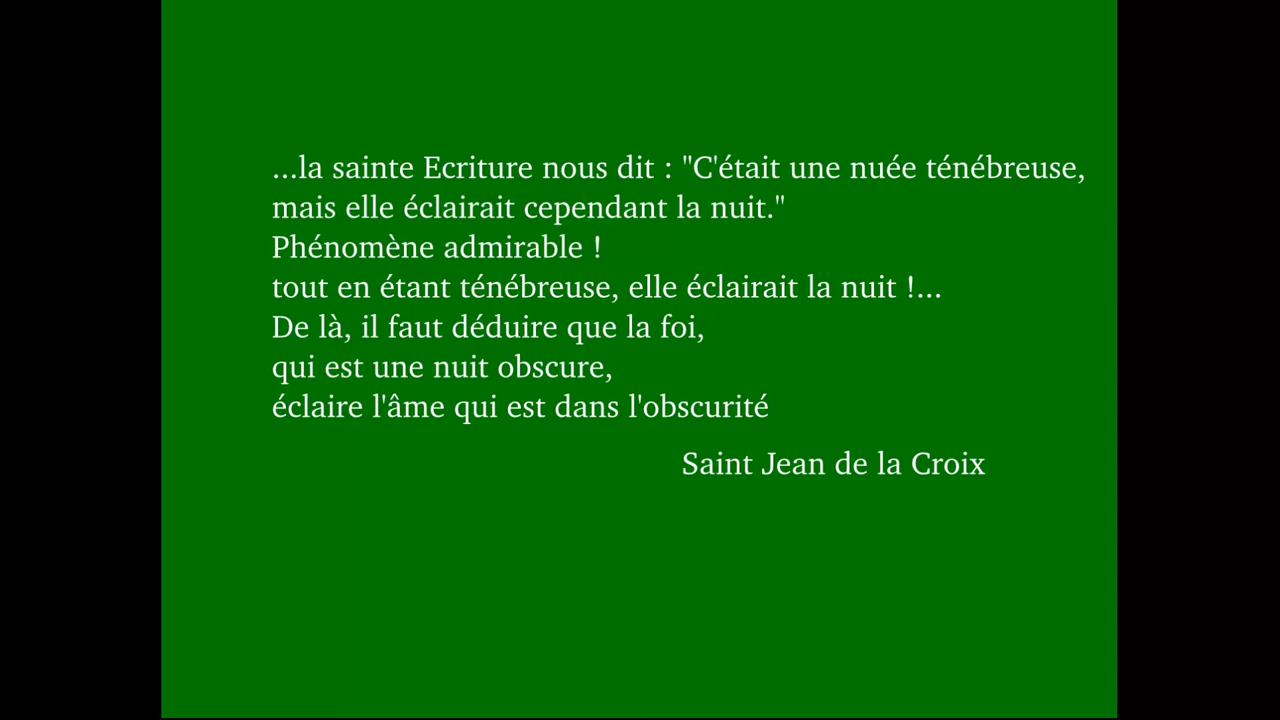 ...la sainte Ecriture nous dit : "C'était une nuée ténébreuse,
mais elle éclairait cependant la nuit."
Phénomène admirable !
tout en étant ténébreuse, elle éclairait la nuit !...
De là, il faut déduire que la foi,
qui est une nuit obscure,
éclaire l'âme qui est dans l'obscurité
Saint Jean de la Croix